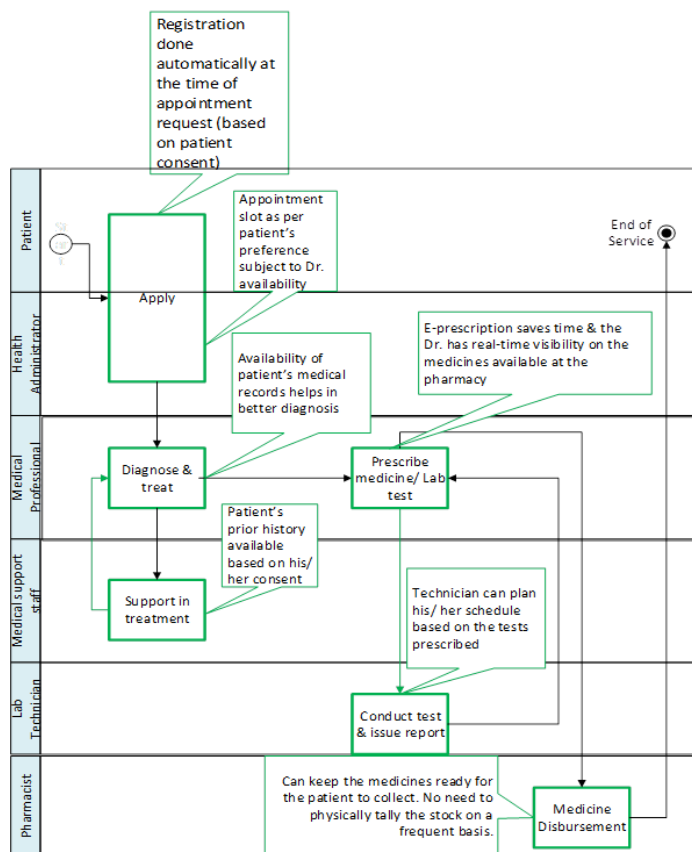 Registration
done
automatically at
the time of
appointment
request (based
on patient
consent)
Patient
Appointment
slot as per
patient's
preference
subject to Dr.
availability
End of
Service
Apply
Health
Administrator
E-prescription saves time & the
Dr. has real-time visibility on the
medicines available at the
pharmacy
Availability of
patient's medical
records helps in
better diagnosis
Medical
Professional
Diagnose &
treat
Prescribe
medicine/ Lab
test
Patient's
prior history
available
based on his/
her consent
Medical support
staff
Support in
treatment
Technician can plan
his/ her schedule
based on the tests
prescribed
Lab
Technician
Conduct test
& issue report
Pharmacist
Can keep the medicines ready for
the patient to collect. No need to
physically tally the stock on a
frequent basis.
Medicine
Disbursement